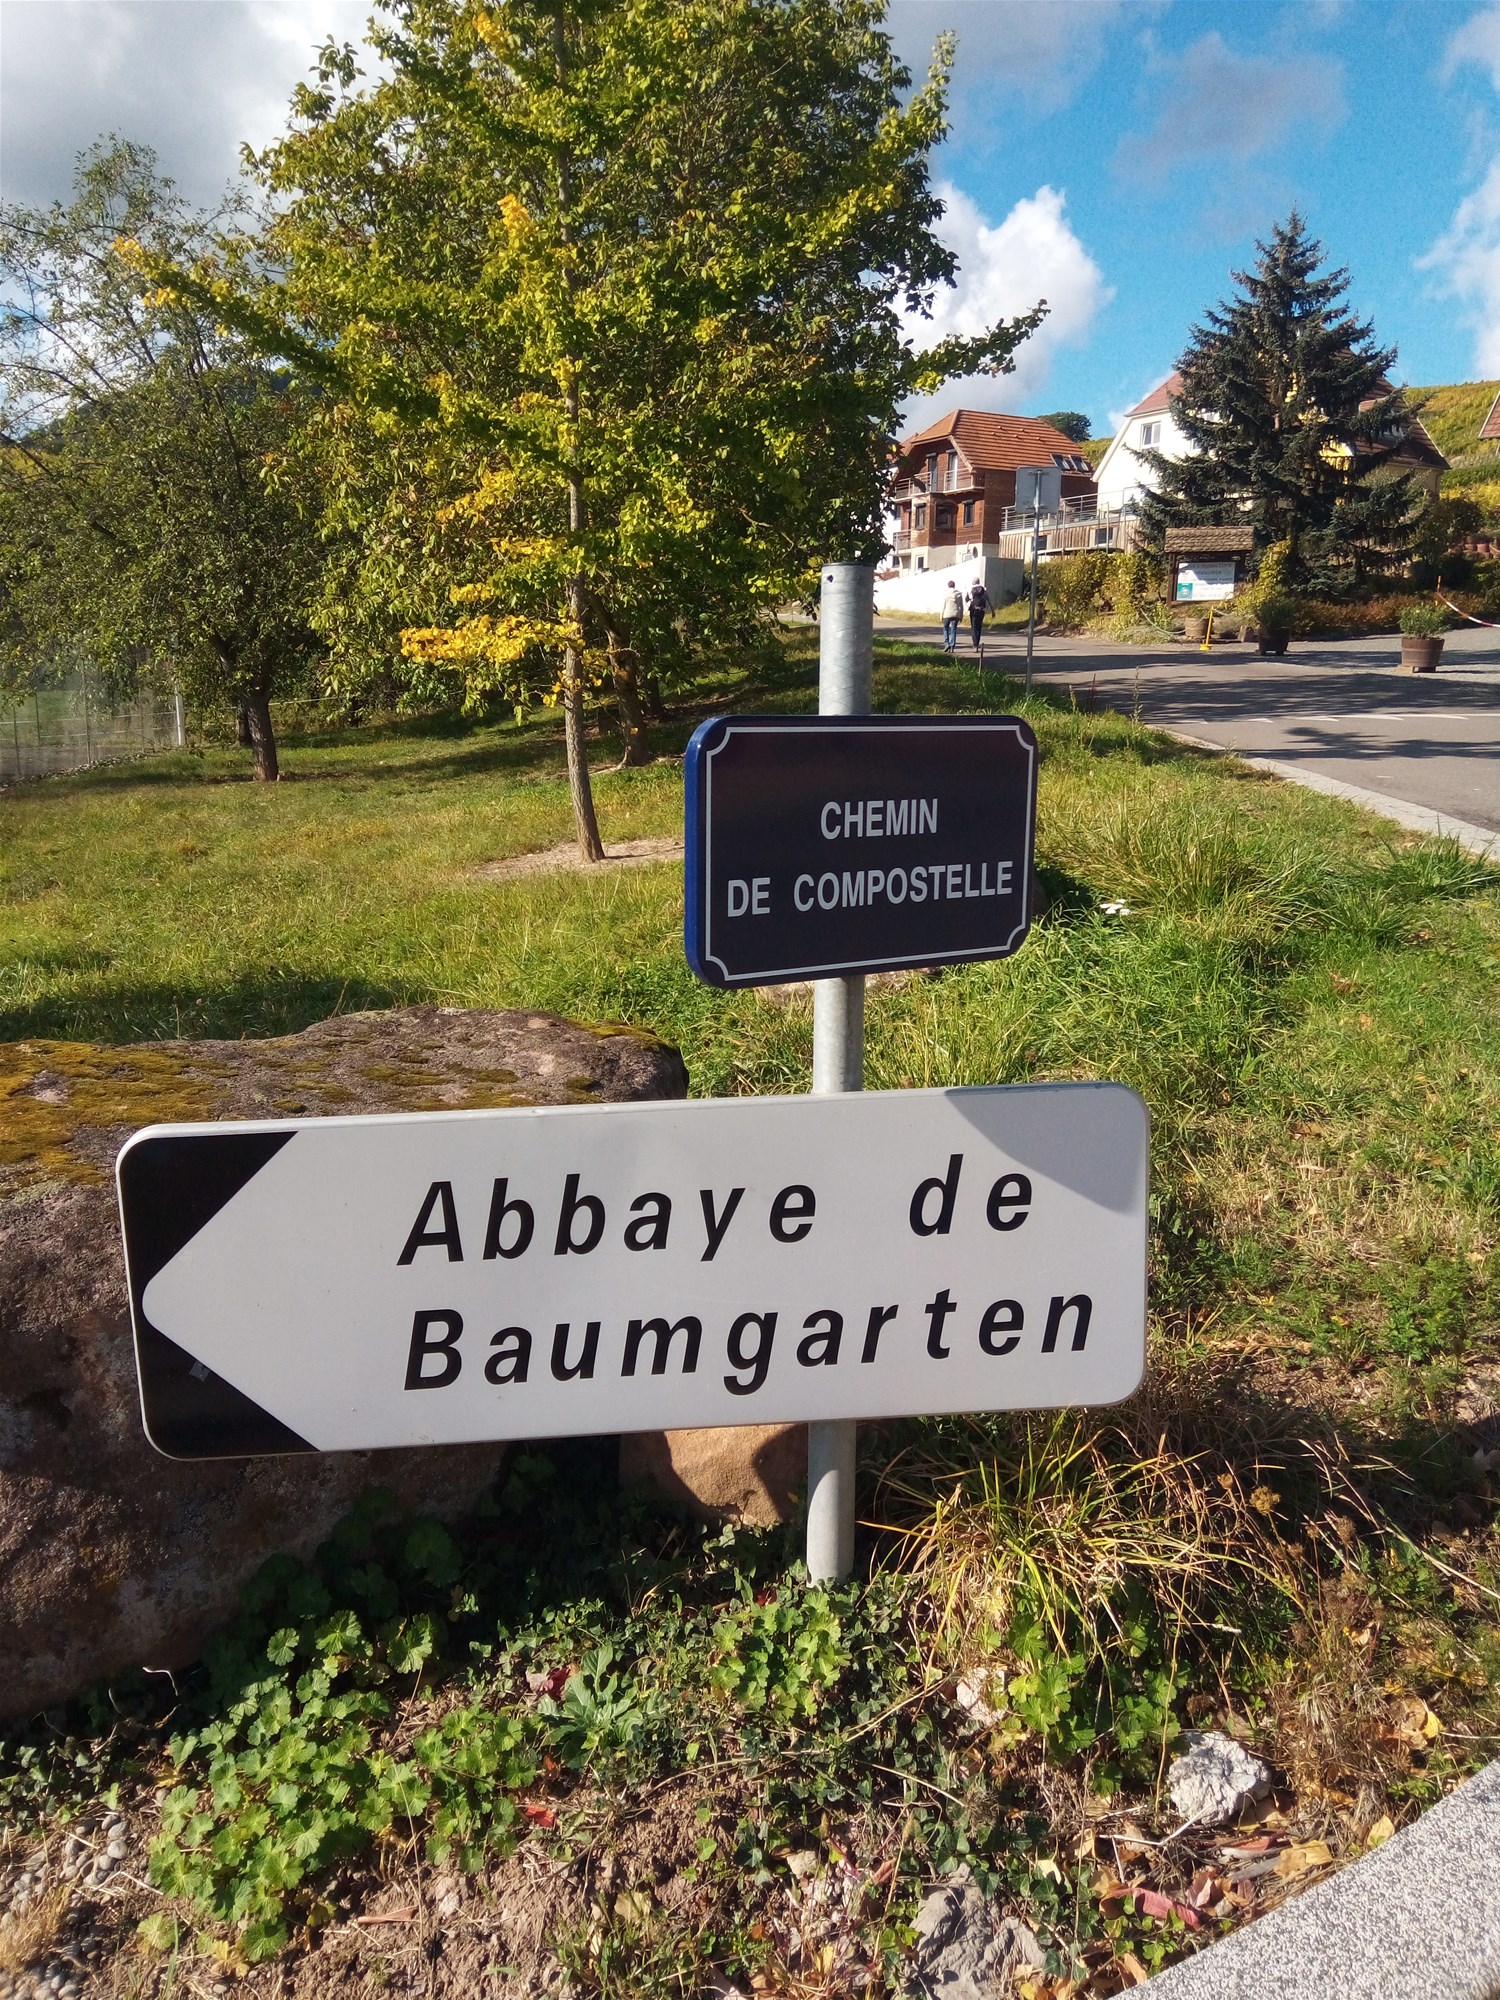 CHEMIN
DE COMPOSTELLE
Abbaye de
Baumgarten